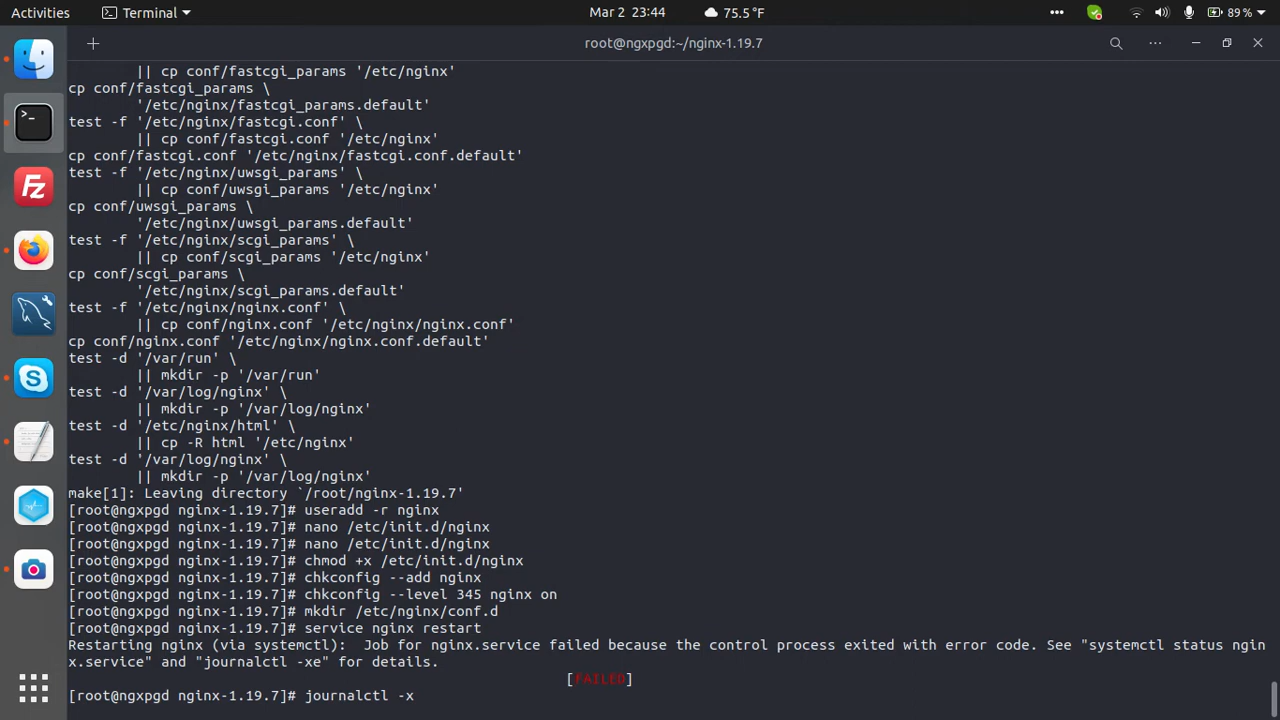 Activities
Terminal
Mar 2 23:44
75.5 °F
89 %
root@ngxpgd:~/nginx-1.19.7
        || cp conf/fastcgi_params '/etc/nginx'
cp conf/fastcgi_params \
        '/etc/nginx/fastcgi_params.default'
test -f '/etc/nginx/fastcgi.conf' \
        || cp conf/fastcgi.conf '/etc/nginx'
cp conf/fastcgi.conf '/etc/nginx/fastcgi.conf.default'
test -f '/etc/nginx/uwsgi_params' \
        || cp conf/uwsgi_params '/etc/nginx'
cp conf/uwsgi_params \
        '/etc/nginx/uwsgi_params.default'
test -f '/etc/nginx/scgi_params' \
        || cp conf/scgi_params '/etc/nginx'
cp conf/scgi_params \
        '/etc/nginx/scgi_params.default'
test -f '/etc/nginx/nginx.conf' \
        || cp conf/nginx.conf '/etc/nginx/nginx.conf'
cp conf/nginx.conf '/etc/nginx/nginx.conf.default'
test -d '/var/run' \
        || mkdir -p '/var/run'
test -d '/var/log/nginx' \
        || mkdir -p '/var/log/nginx'
test -d '/etc/nginx/html' \
        || cp -R html '/etc/nginx'
test -d '/var/log/nginx' \
        || mkdir -p '/var/log/nginx'
make[1]: Leaving directory `/root/nginx-1.19.7'
[root@ngxpgd nginx-1.19.7]# useradd -r nginx
[root@ngxpgd nginx-1.19.7]# nano /etc/init.d/nginx
[root@ngxpgd nginx-1.19.7]# nano /etc/init.d/nginx
[root@ngxpgd nginx-1.19.7]# chmod +x /etc/init.d/nginx
[root@ngxpgd nginx-1.19.7]# chkconfig --add nginx
[root@ngxpgd nginx-1.19.7]# chkconfig --level 345 nginx on
[root@ngxpgd nginx-1.19.7]# mkdir /etc/nginx/conf.d
[root@ngxpgd nginx-1.19.7]# service nginx restart
Restarting nginx (via systemctl):  Job for nginx.service failed because the control process exited with error code. See "systemctl status ngin
x.service" and "journalctl -xe" for details.
[FAILED]
[root@ngxpgd nginx-1.19.7]# journalctl -x